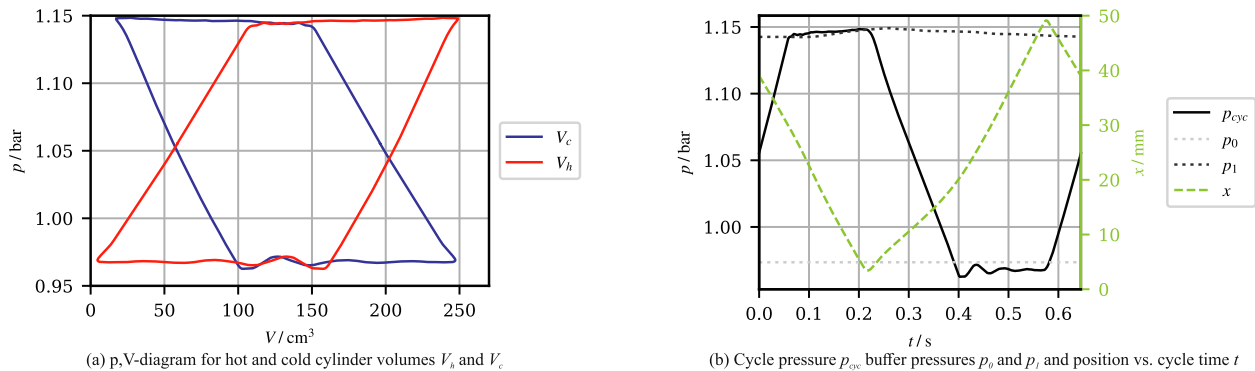 1.15
1.10
1.05
1.00
0.95
p / bar
0 50 100 150 200 250
V / cm³
V_c
V_h
(a) p,V-diagram for hot and cold cylinder volumes V_h and V_c
1.15
1.10
1.05
1.00
p / bar
0.0 0.1 0.2 0.3 0.4 0.5 0.6
t / s
50
40
30
20
10
0
x / mm
p_cyc
p_0
p_1
x
(b) Cycle pressure p_cyc buffer pressures p_0 and p_1 and position vs. cycle time t